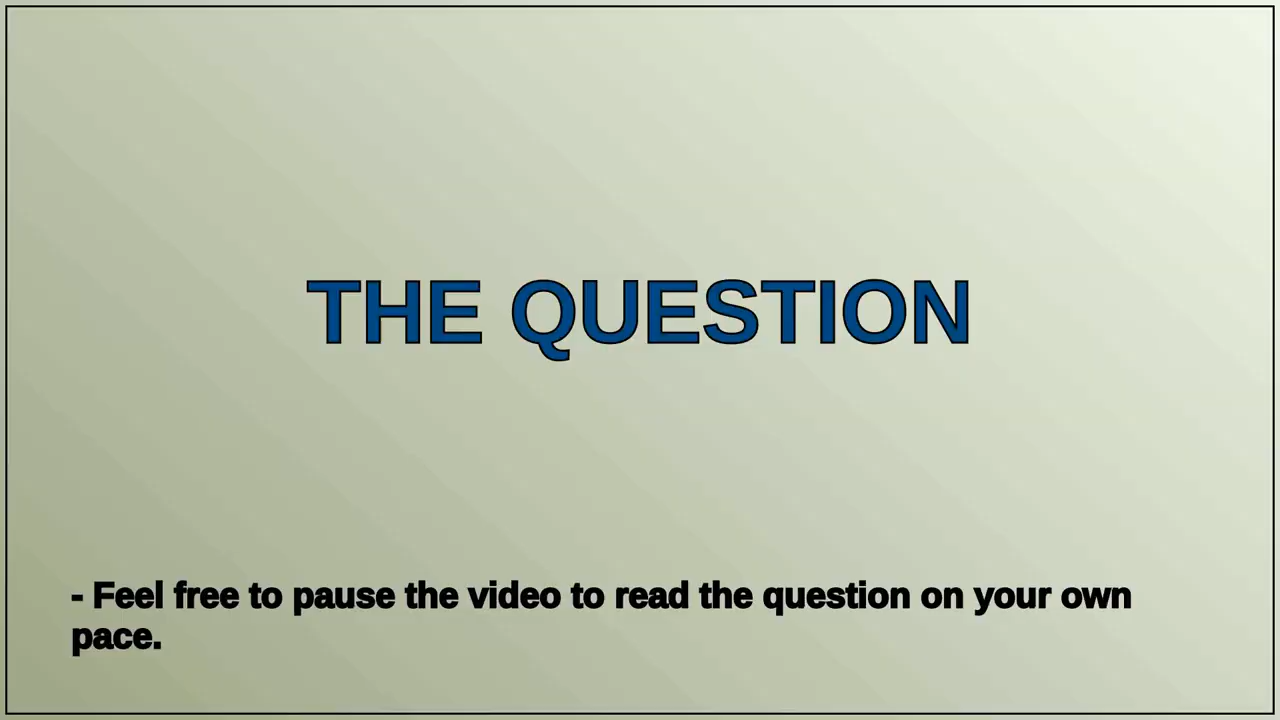 THE QUESTION
- Feel free to pause the video to read the question on your own
pace.